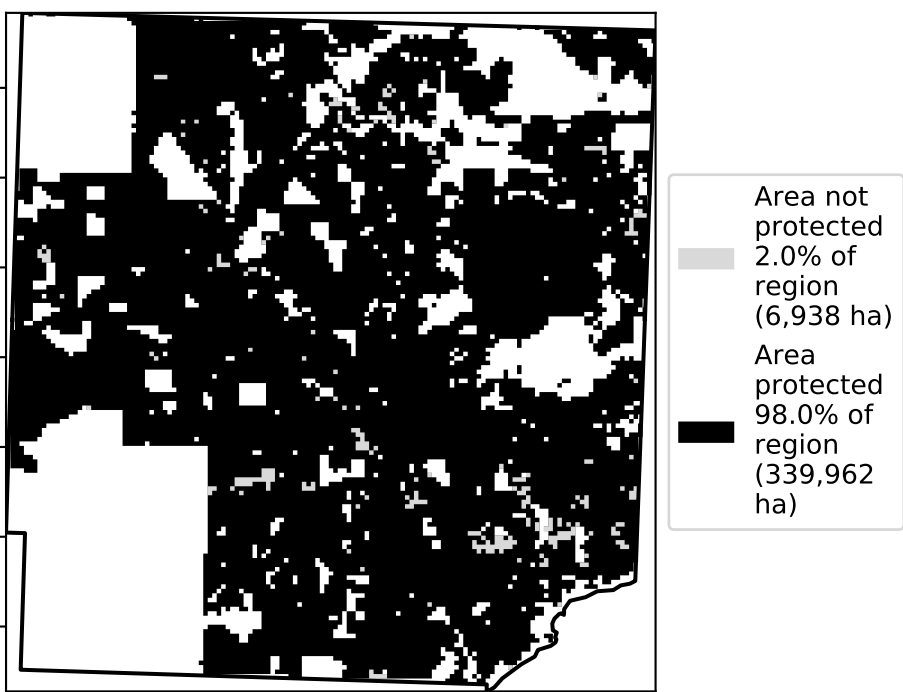 Area not
protected
2.0% of
region
(6,938 ha)
Area
protected
98.0% of
region
(339,962
ha)